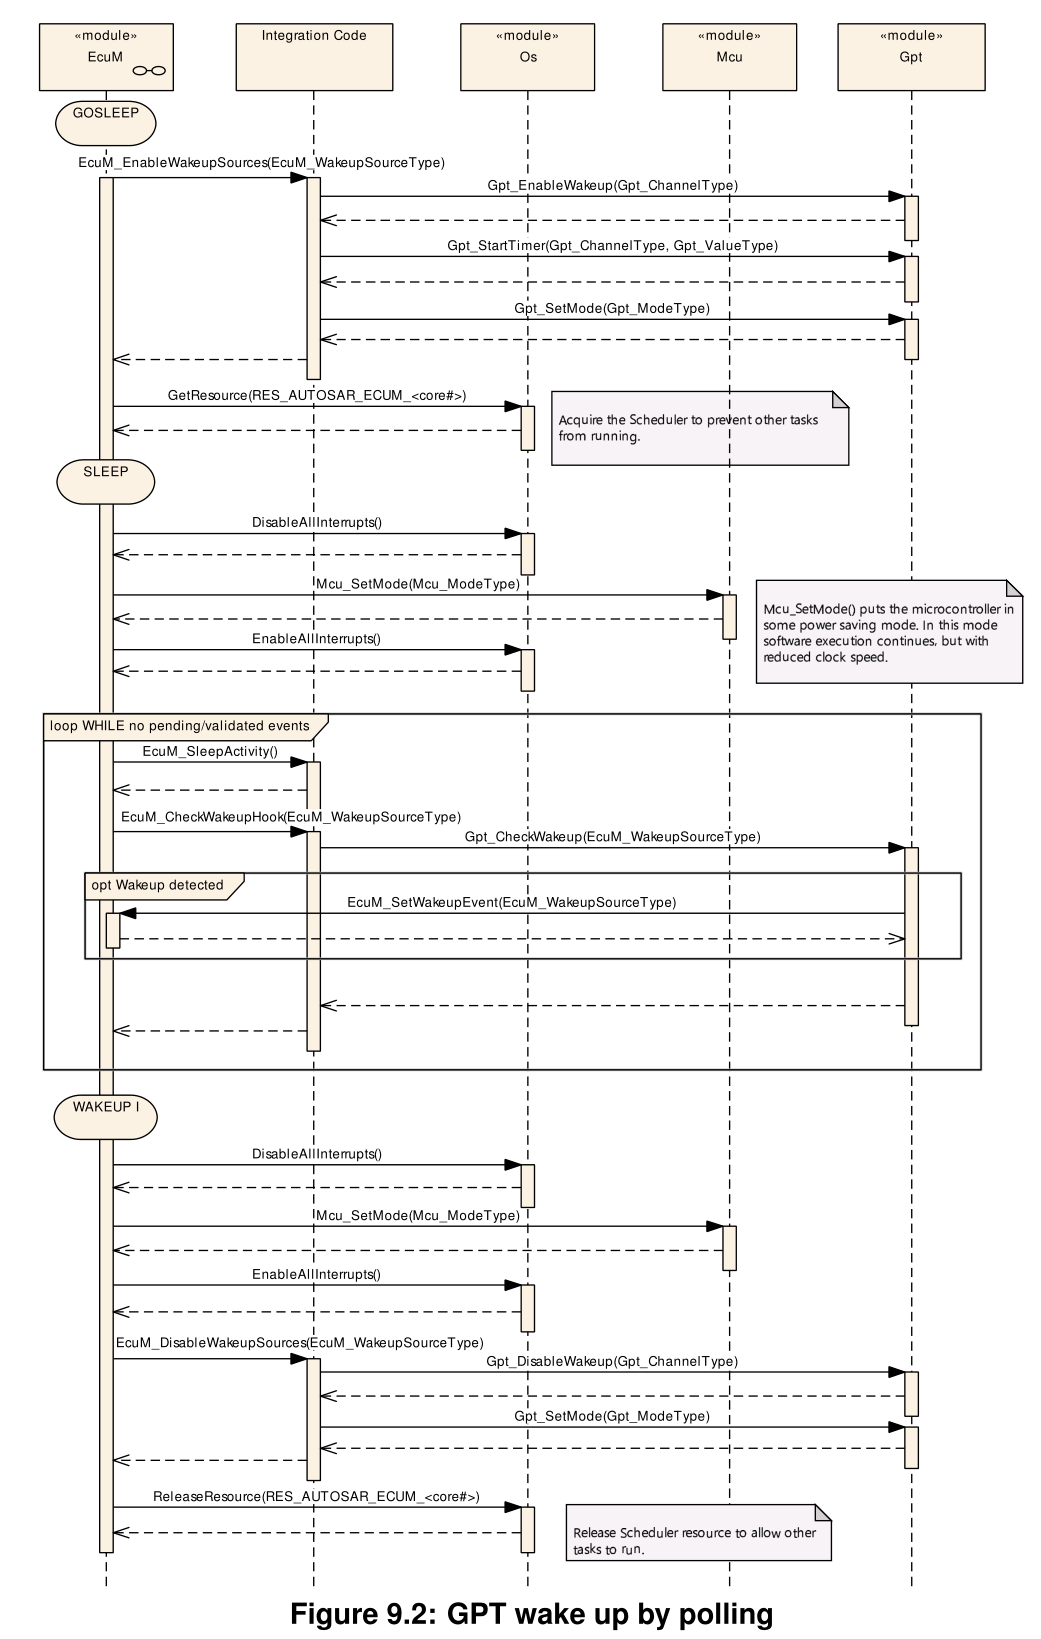 «module»
EcuM
Integration Code
«module»
Os
«module»
Mcu
«module»
Gpt
GOSLEEP
EcuM_EnableWakeupSources(EcuM_WakeupSourceType)
Gpt_EnableWakeup(Gpt_ChannelType)
Gpt_StartTimer(Gpt_ChannelType, Gpt_ValueType)
Gpt_SetMode(Gpt_ModeType)
GetResource(RES_AUTOSAR_ECUM_<core#>)
Acquire the Scheduler to prevent other tasks
from running.
SLEEP
DisableAllInterrupts()
Mcu_SetMode(Mcu_ModeType)
Mcu_SetMode() puts the microcontroller in
some power saving mode. In this mode
software execution continues, but with
reduced clock speed.
EnableAllInterrupts()
loop WHILE no pending/validated events
EcuM_SleepActivity()
EcuM_CheckWakeupHook(EcuM_WakeupSourceType)
Gpt_CheckWakeup(EcuM_WakeupSourceType)
opt Wakeup detected
EcuM_SetWakeupEvent(EcuM_WakeupSourceType)
WAKEUP I
DisableAllInterrupts()
Mcu_SetMode(Mcu_ModeType)
EnableAllInterrupts()
EcuM_DisableWakeupSources(EcuM_WakeupSourceType)
Gpt_DisableWakeup(Gpt_ChannelType)
Gpt_SetMode(Gpt_ModeType)
ReleaseResource(RES_AUTOSAR_ECUM_<core#>)
Release Scheduler resource to allow other
tasks to run.
Figure 9.2: GPT wake up by polling